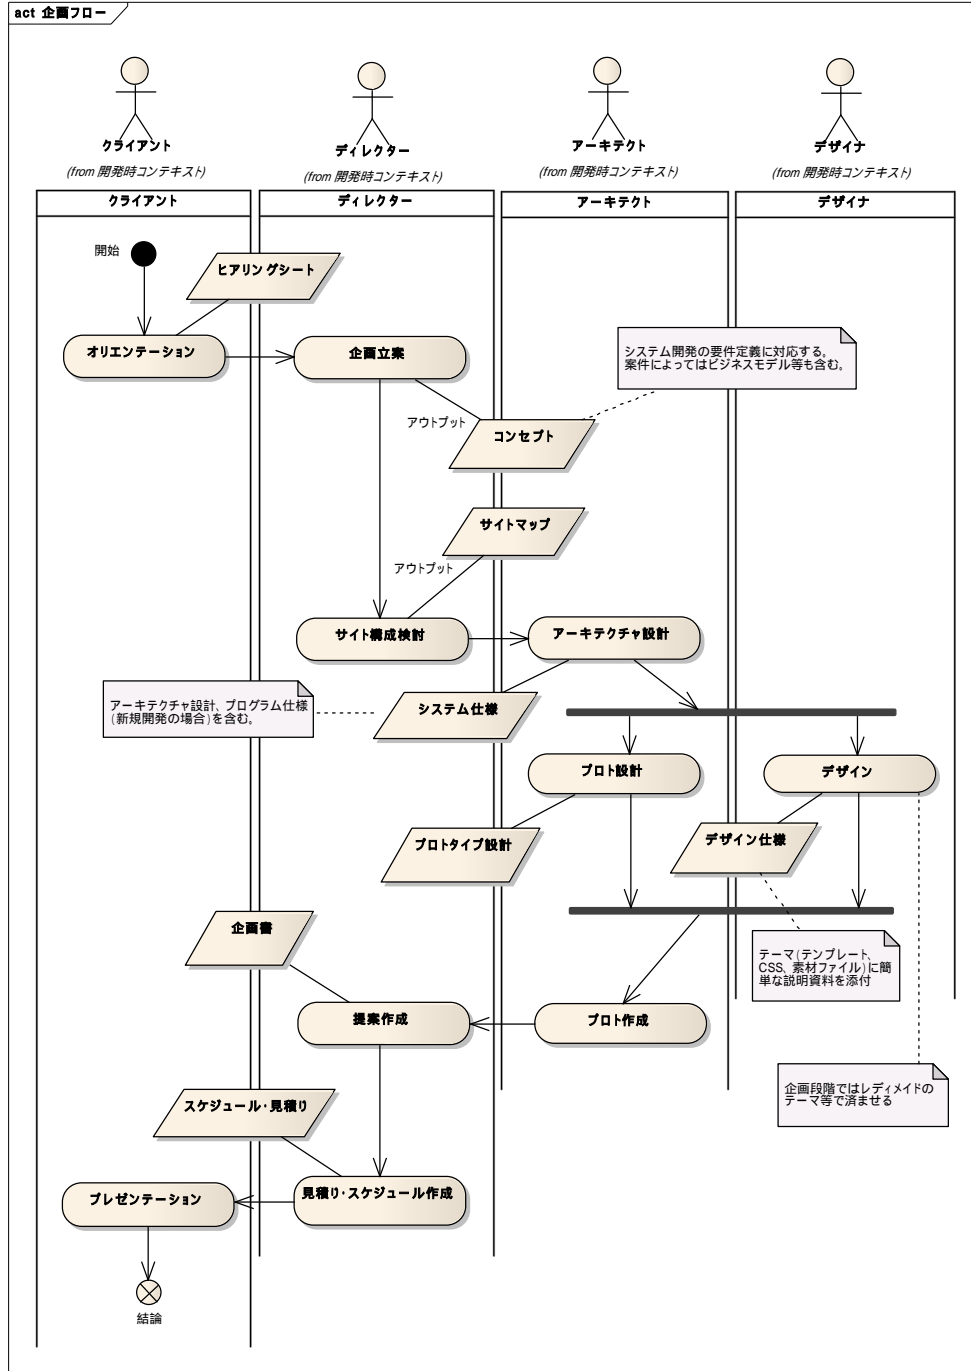 act 企画フロー
クライアント
(from 開発時コンテキスト)
ディレクター
(from 開発時コンテキスト)
アーキテクト
(from 開発時コンテキスト)
デザイナ
(from 開発時コンテキスト)
クライアント
ディレクター
アーキテクト
デザイナ
開始
ヒアリングシート
オリエンテーション
企画立案
システム開発の要件定義に対応する。
案件によってはビジネスモデル等も含む。
アウトプット
コンセプト
サイトマップ
アウトプット
サイト構成検討
アーキテクチャ設計
アーキテクチャ設計、プログラム仕様
(新規開発の場合)を含む。
システム仕様
プロト設計
デザイン
プロトタイプ設計
デザイン仕様
企画書
テーマ(テンプレート、
CSS、素材ファイル)に簡
単な説明資料を添付
提案作成
プロト作成
企画段階ではレディメイドの
テーマ等で済ませる
スケジュール・見積り
プレゼンテーション
見積り・スケジュール作成
結論